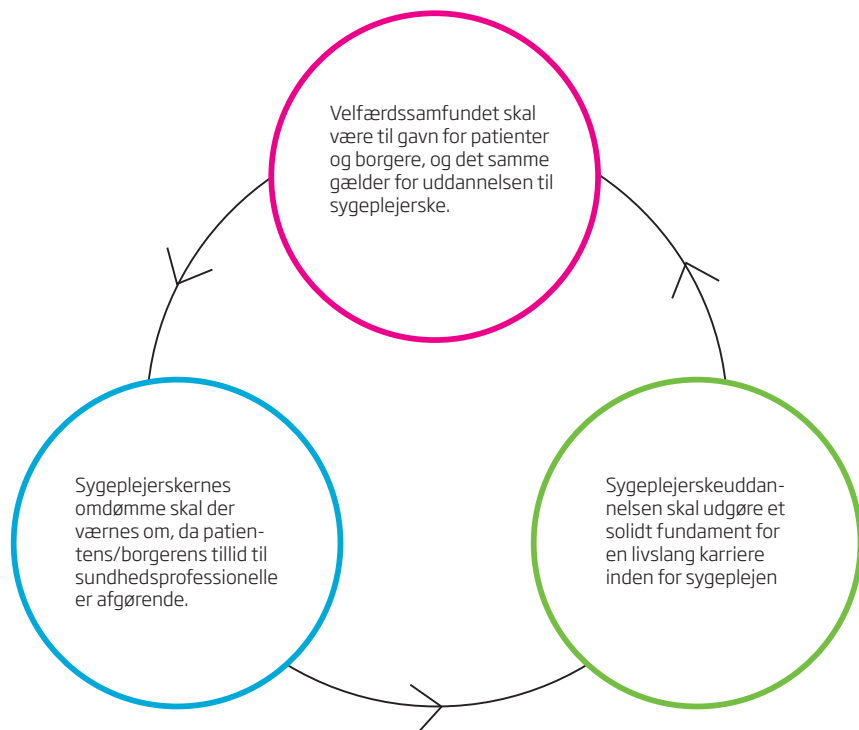 Velfærdssamfundet skal
være til gavn for patienter
og borgere, og det samme
gælder for uddannelsen til
sygeplejerske.
Sygeplejerskernes
omdømme skal der
værnes om, da patien-
tens/borgerens tillid til
sundhedsprofessionelle
er afgørende.
Sygeplejerskeuddan-
nelsen skal udgøre et
solidt fundament for
en livslang karriere
inden for sygeplejen